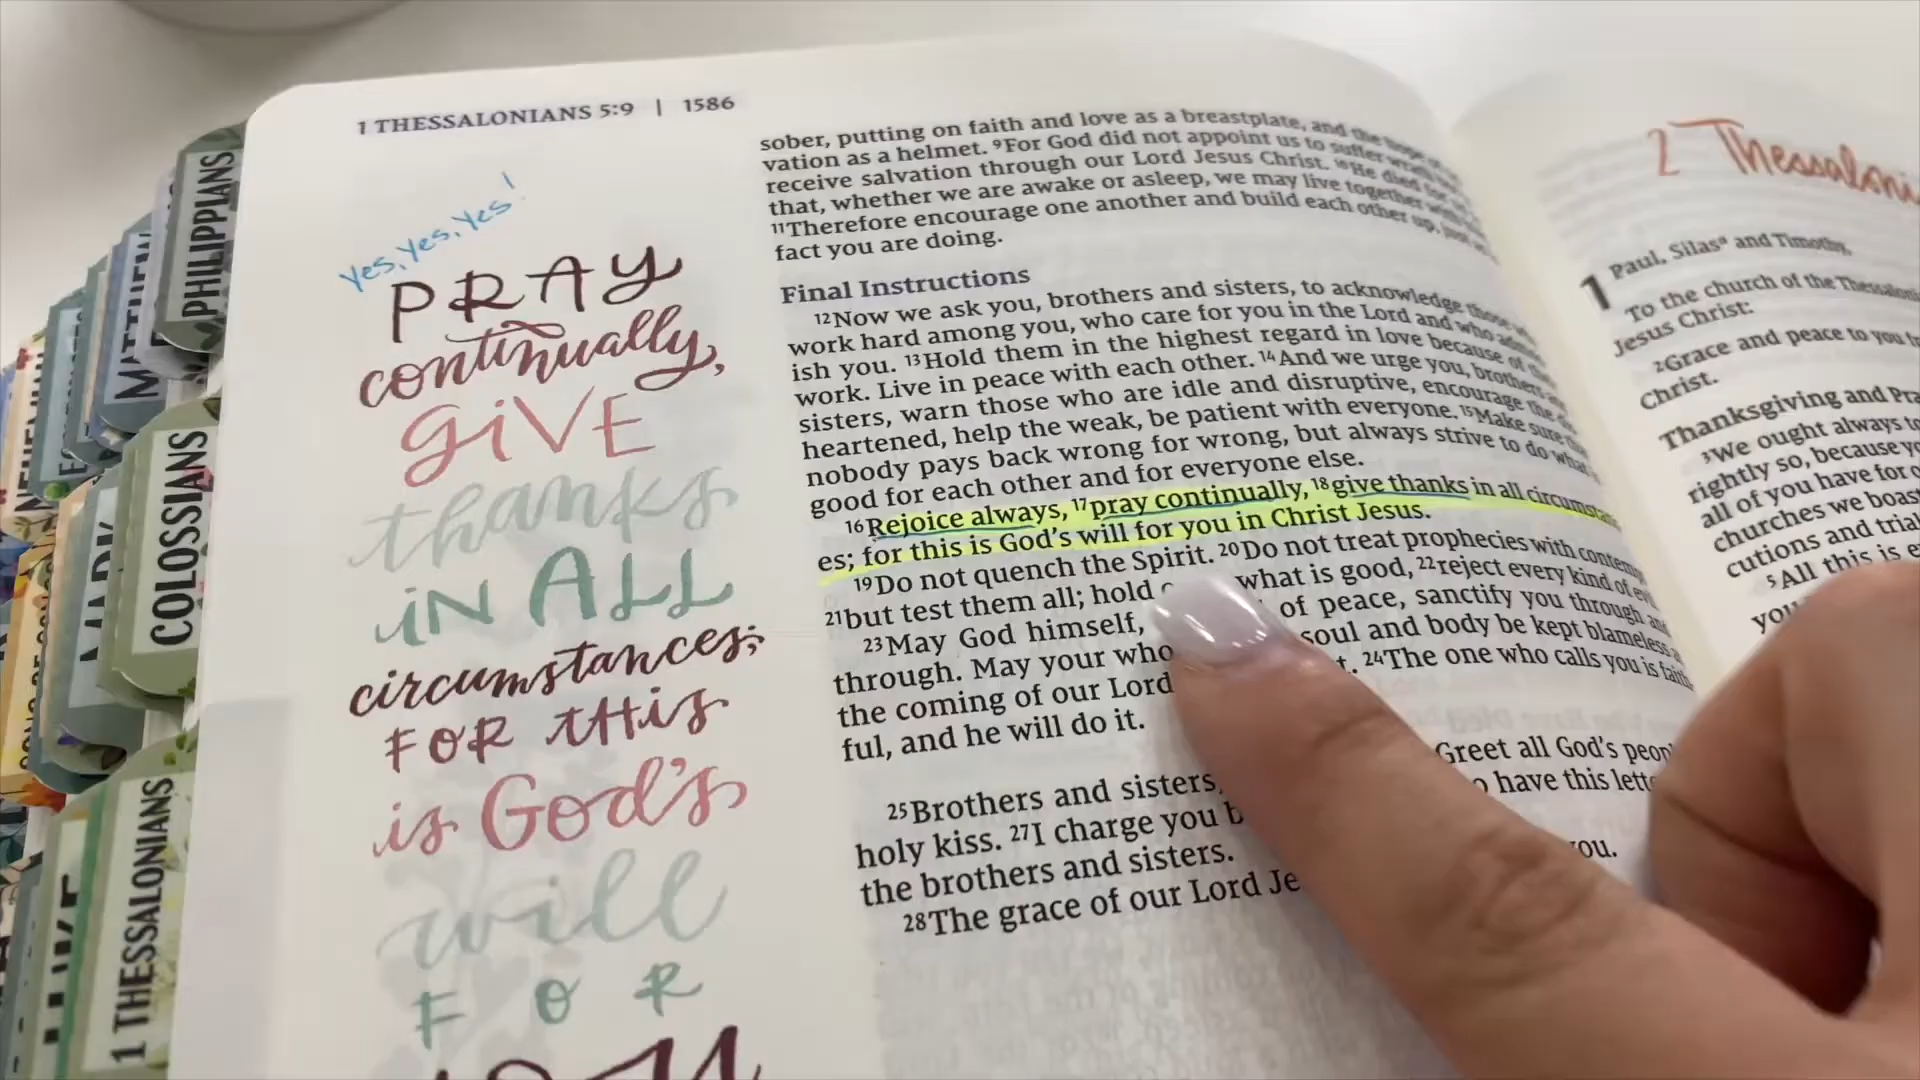 1 THESSALONIANS 5:9 | 1586
yes, yes, yes!
PRAY
continually,
GiVE
thanks
iN ALL
circumstances;
FOR tHis
is God's
will
FOR
sober, putting on faith and love as a breastplate, and the
vation as a helmet. ⁹For God did not appoint us to suffer wrath
receive salvation through our Lord Jesus Christ. ¹⁰He died for
that, whether we are awake or asleep, we may live together with
¹¹Therefore encourage one another and build each other up, just
fact you are doing.
Final Instructions
¹²Now we ask you, brothers and sisters, to acknowledge those
work hard among you, who care for you in the Lord and who admon
ish you. ¹³Hold them in the highest regard in love because of
work. Live in peace with each other. ¹⁴And we urge you, brothers
sisters, warn those who are idle and disruptive, encourage the
heartened, help the weak, be patient with everyone. ¹⁵Make sure
nobody pays back wrong for wrong, but always strive to do what
good for each other and for everyone else.
¹⁶Rejoice always, ¹⁷pray continually, ¹⁸give thanks in all circumstanc
es; for this is God's will for you in Christ Jesus.
¹⁹Do not quench the Spirit. ²⁰Do not treat prophecies with contempt
²¹but test them all; hold what is good, ²²reject every kind of evil
²³May God himself, of peace, sanctify you through and
through. May your who soul and body be kept blameless
the coming of our Lord ²⁴The one who calls you is faith
ful, and he will do it.
²⁵Brothers and sisters, Greet all God's people
holy kiss. ²⁷I charge you have this letter
the brothers and sisters.
²⁸The grace of our Lord Je you.
2 Thessaloni
1 Paul, Silasᵃ and Timothy,
To the church of the Thessaloni
Jesus Christ:
²Grace and peace to you
Christ.
Thanksgiving and Pra
³We ought always to
rightly so, because yo
all of you have for
churches we boast
cutions and trial
⁵All this is
you
PHILIPPIANS
MATTHEW
NEHEMIAH
COLOSSIANS
MARK
1 THESSALONIANS
LUKE